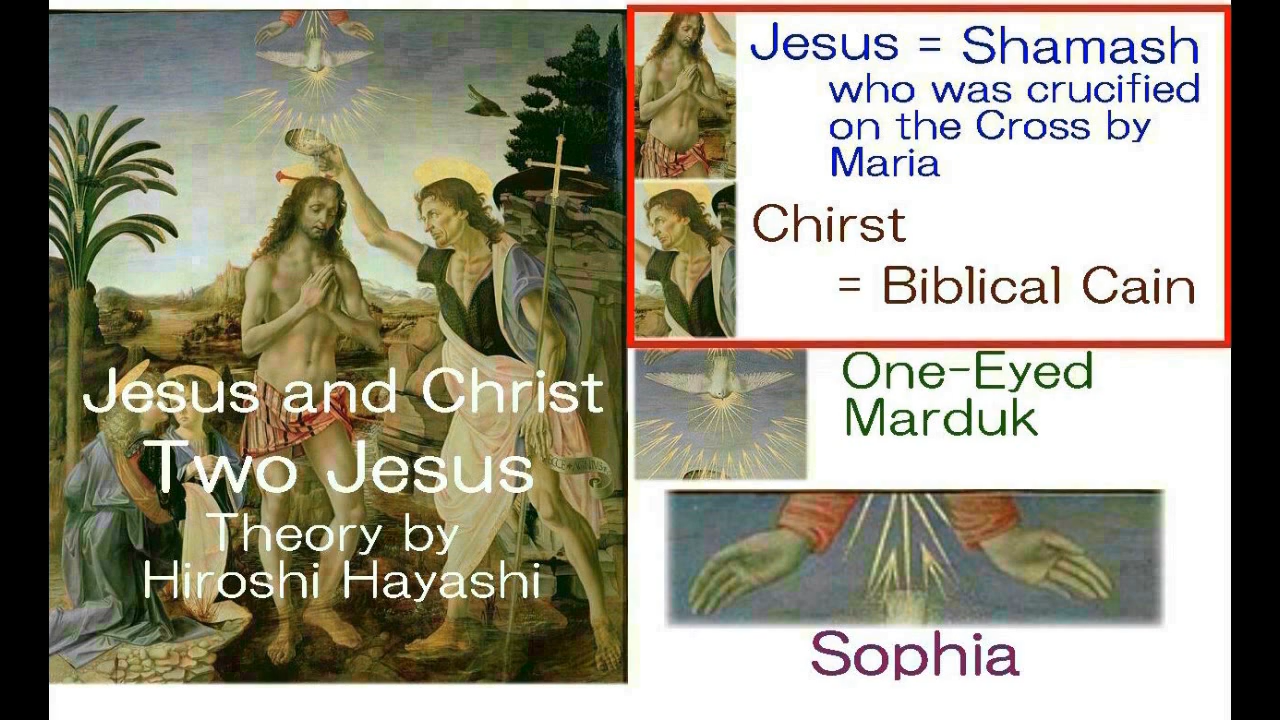 Jesus and Christ
Two Jesus
Theory by
Hiroshi Hayashi
Jesus = Shamash
who was crucified
on the Cross by
Maria
Chirst
= Biblical Cain
One-Eyed
Marduk
Sophia